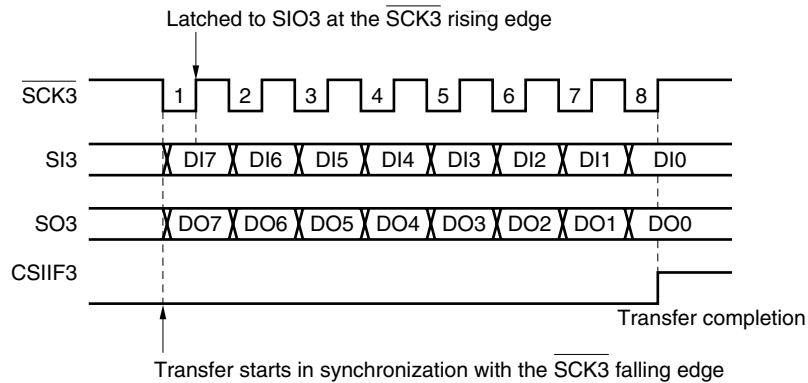 Latched to SIO3 at the SCK3 rising edge
SCK3 1 2 3 4 5 6 7 8
SI3 DI7 DI6 DI5 DI4 DI3 DI2 DI1 DI0
SO3 DO7 DO6 DO5 DO4 DO3 DO2 DO1 DO0
CSIIF3
Transfer completion
Transfer starts in synchronization with the SCK3 falling edge